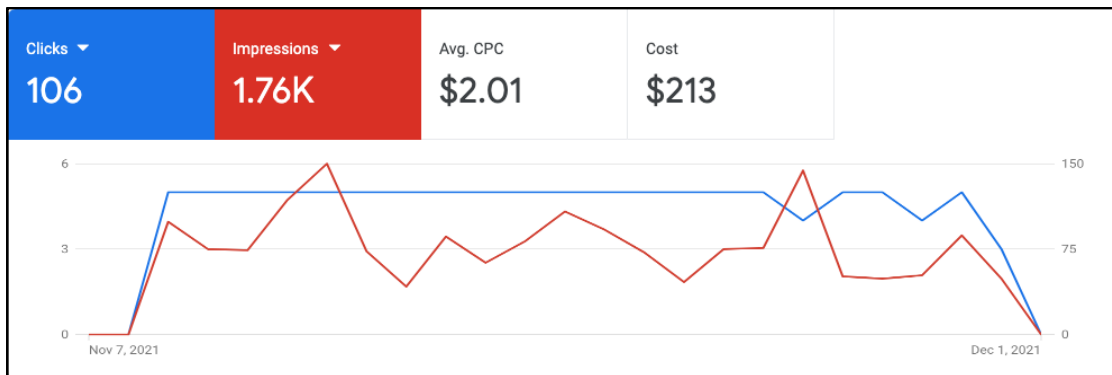 Clicks
Impressions
Avg. CPC
Cost
106
1.76K
$2.01
$213
6
150
3
75
0
0
Nov 7, 2021
Dec 1, 2021